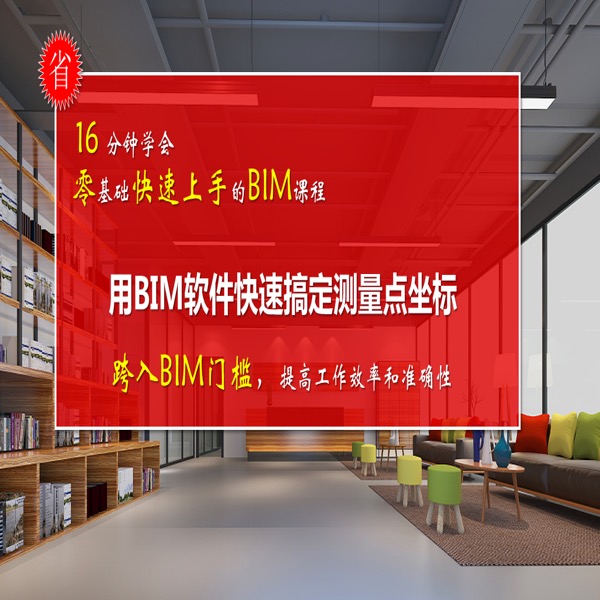 省
16 分钟学会
零基础快速上手的BIM课程
用BIM软件快速搞定测量点坐标
跨入BIM门槛，提高工作效率和准确性